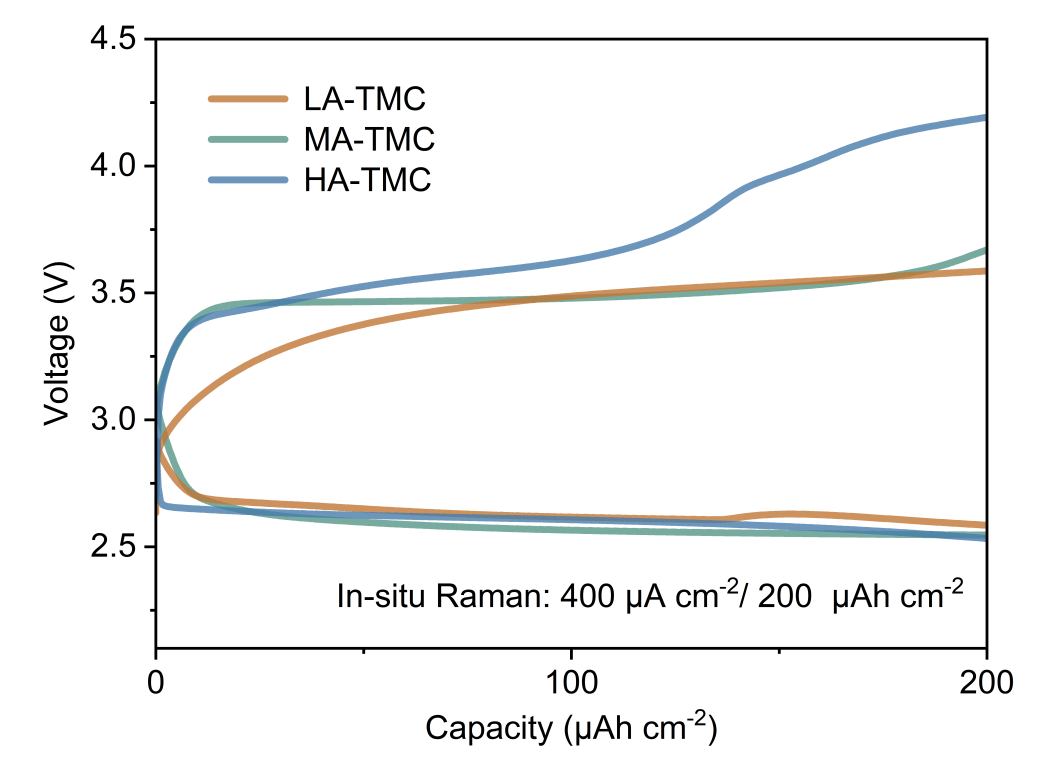 4.5
4.0
3.5
3.0
2.5
Voltage (V)
LA-TMC
MA-TMC
HA-TMC
In-situ Raman: 400 μA cm⁻²/ 200 μAh cm⁻²
0 100 200
Capacity (μAh cm⁻²)